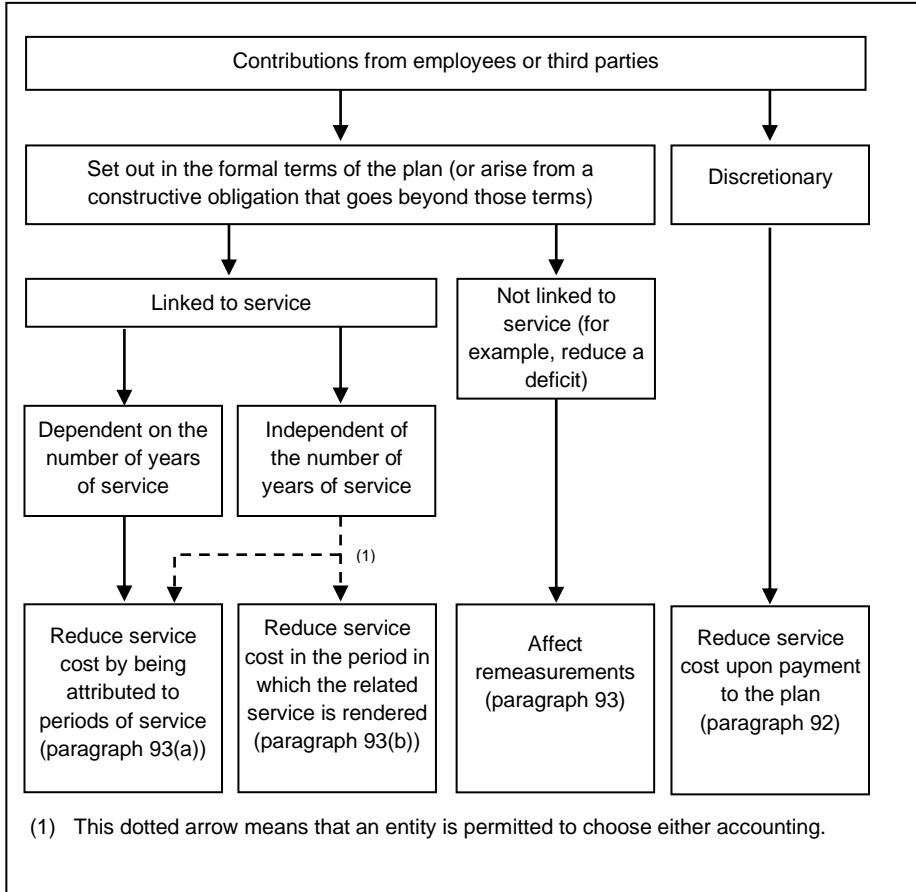 Contributions from employees or third parties
Set out in the formal terms of the plan (or arise from a
constructive obligation that goes beyond those terms)
Discretionary
Linked to service
Not linked to
service (for
example, reduce a
deficit)
Dependent on the
number of years
of service
Independent of
the number of
years of service
(1)
Reduce service
cost by being
attributed to
periods of service
(paragraph 93(a))
Reduce service
cost in the period in
which the related
service is rendered
(paragraph 93(b))
Affect
remeasurements
(paragraph 93)
Reduce service
cost upon payment
to the plan
(paragraph 92)
(1) This dotted arrow means that an entity is permitted to choose either accounting.